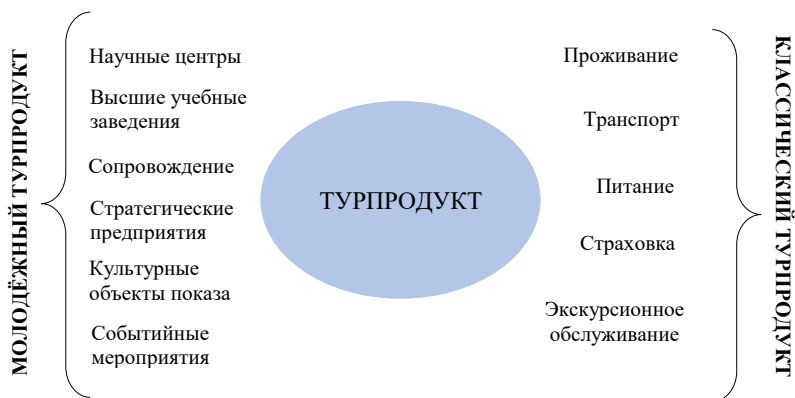 МОЛОДЁЖНЫЙ ТУРПРОДУКТ
Научные центры
Высшие учебные
заведения
Сопровождение
Стратегические
предприятия
Культурные
объекты показа
Событийные
мероприятия
ТУРПРОДУКТ
Проживание
Транспорт
Питание
Страховка
Экскурсионное
обслуживание
КЛАССИЧЕСКИЙ ТУРПРОДУКТ